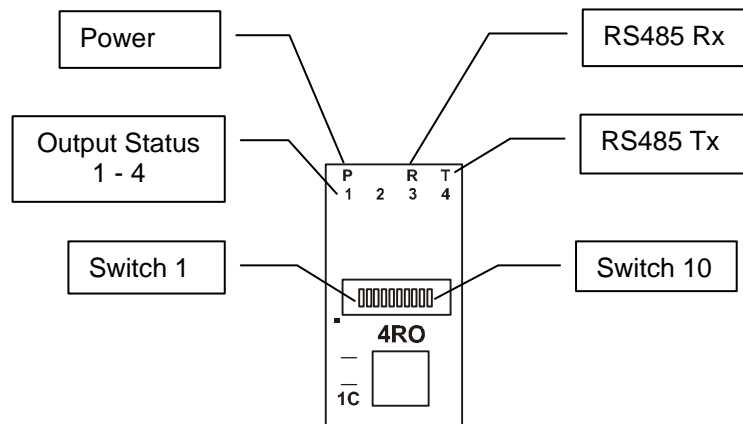 Power
RS485 Rx
Output Status
1 - 4
RS485 Tx
P R T
1 2 3 4
Switch 1
Switch 10
4RO
1C